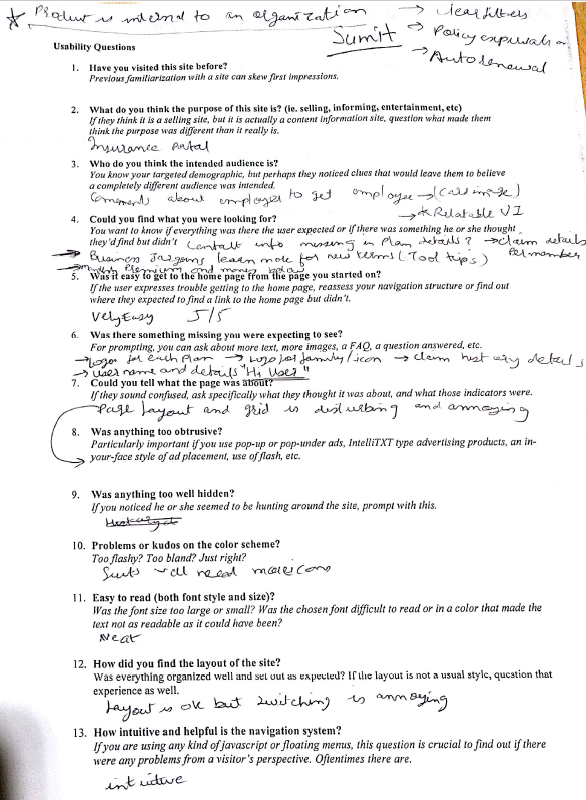 * Product is internal to an organization → clear filters
Sumit → Policy expiration
→ Auto renewal
Usability Questions
1. Have you visited this site before?
Previous familiarization with a site can skew first impressions.
2. What do you think the purpose of this site is? (ie. selling, informing, entertainment, etc)
If they think it is a selling site, but it is actually a content information site, question what made them
think the purpose was different than it really is.
Insurance Portal
3. Who do you think the intended audience is?
You know your targeted demographic, but perhaps they noticed clues that would leave them to believe
a completely different audience was intended.
Comments about employer to get employee →
→ * Relatable UI
4. Could you find what you were looking for?
You want to know if everything was there the user expected or if there was something he or she thought
they'd find but didn't Contact info missing in Plan details? → claim details
→ Business Jargons learn more for new terms (Tool tips) Per member
→ Premium and money
5. Was it easy to get to the home page from the page you started on?
If the user expresses trouble getting to the home page, reassess your navigation structure or find out
where they expected to find a link to the home page but didn't.
Very Easy 5/5
6. Was there something missing you were expecting to see?
For prompting, you can ask about more text, more images, a FAQ, a question answered, etc.
→ Logos for each Plan → Logo for family/icon → claim history details
→ user name and details "Hi User"
7. Could you tell what the page was about?
If they sound confused, ask specifically what they thought it was about, and what those indicators were.
Page Layout and grid is disturbing and annoying
8. Was anything too obtrusive?
Particularly important if you use pop-up or pop-under ads, IntelliTXT type advertising products, an in-
your-face style of ad placement, use of flash, etc.
9. Was anything too well hidden?
If you noticed he or she seemed to be hunting around the site, prompt with this.
10. Problems or kudos on the color scheme?
Too flashy? Too bland? Just right?
Suits all need more icons
11. Easy to read (both font style and size)?
Was the font size too large or small? Was the chosen font difficult to read or in a color that made the
text not as readable as it could have been?
Neat
12. How did you find the layout of the site?
Was everything organized well and set out as expected? If the layout is not a usual style, question that
experience as well.
Layout is ok but switching is annoying
13. How intuitive and helpful is the navigation system?
If you are using any kind of javascript or floating menus, this question is crucial to find out if there
were any problems from a visitor's perspective. Oftentimes there are.
intuitive